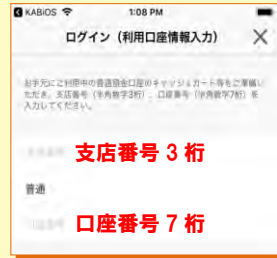 KABiOS 1:08 PM
ログイン（利用口座情報入力）
お手元にご利用中の普通預金口座のキャッシュカード等をご準備い
ただき、支店番号（半角数字3桁）、口座番号（半角数字7桁）を
入力してください。
支店番号 3 桁
普通
口座番号 7 桁